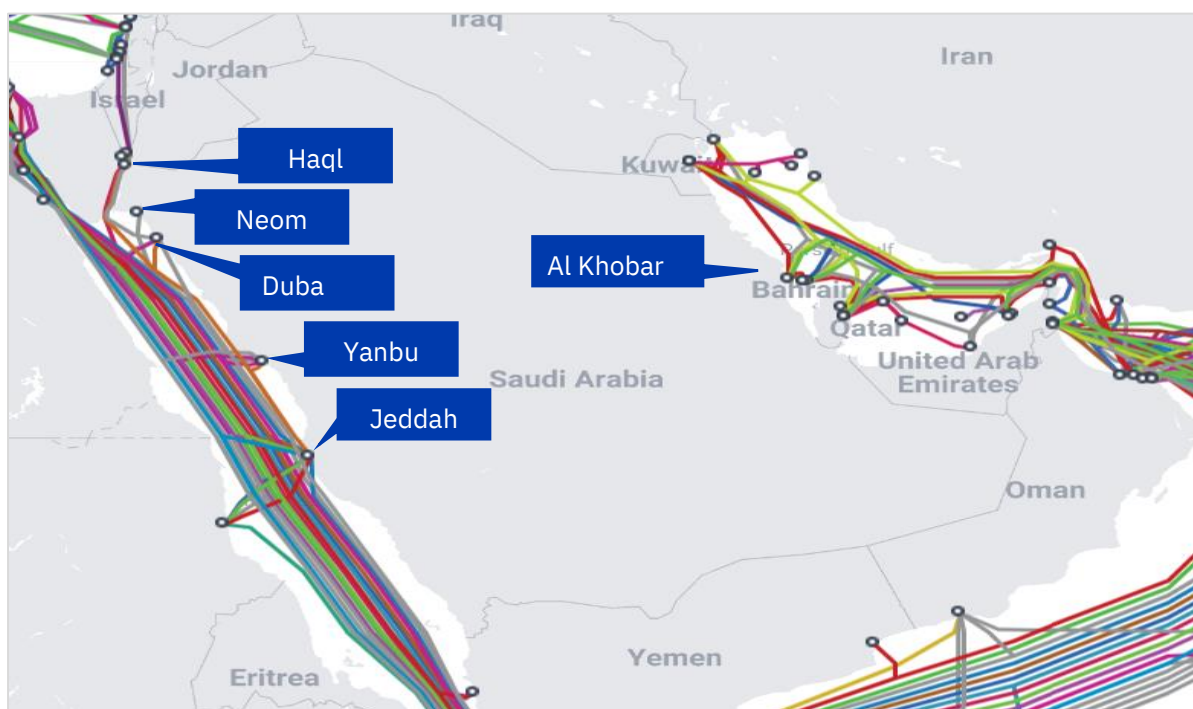 Iraq
Iran
Jordan
Israel
Haql
Kuwait
Neom
Al Khobar
Duba
Bahrain
Qatar
Yanbu
United Arab
Emirates
Saudi Arabia
Jeddah
Oman
Yemen
Eritrea